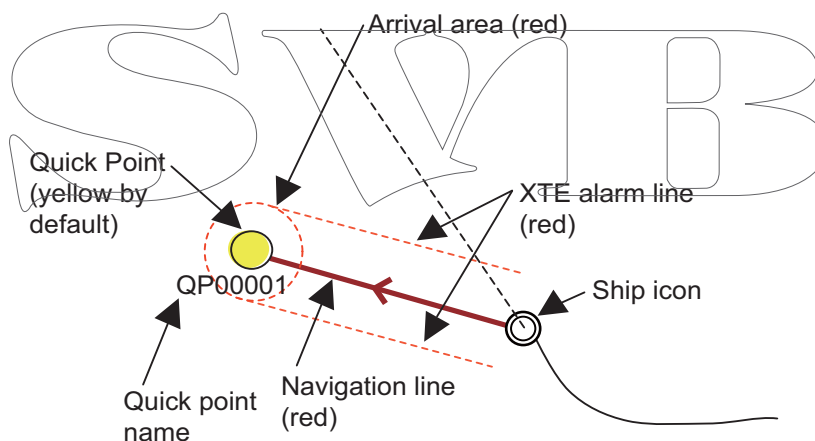 SVB
Arrival area (red)
Quick Point
(yellow by
default)
XTE alarm line
(red)
QP00001
Ship icon
Navigation line
(red)
Quick point
name